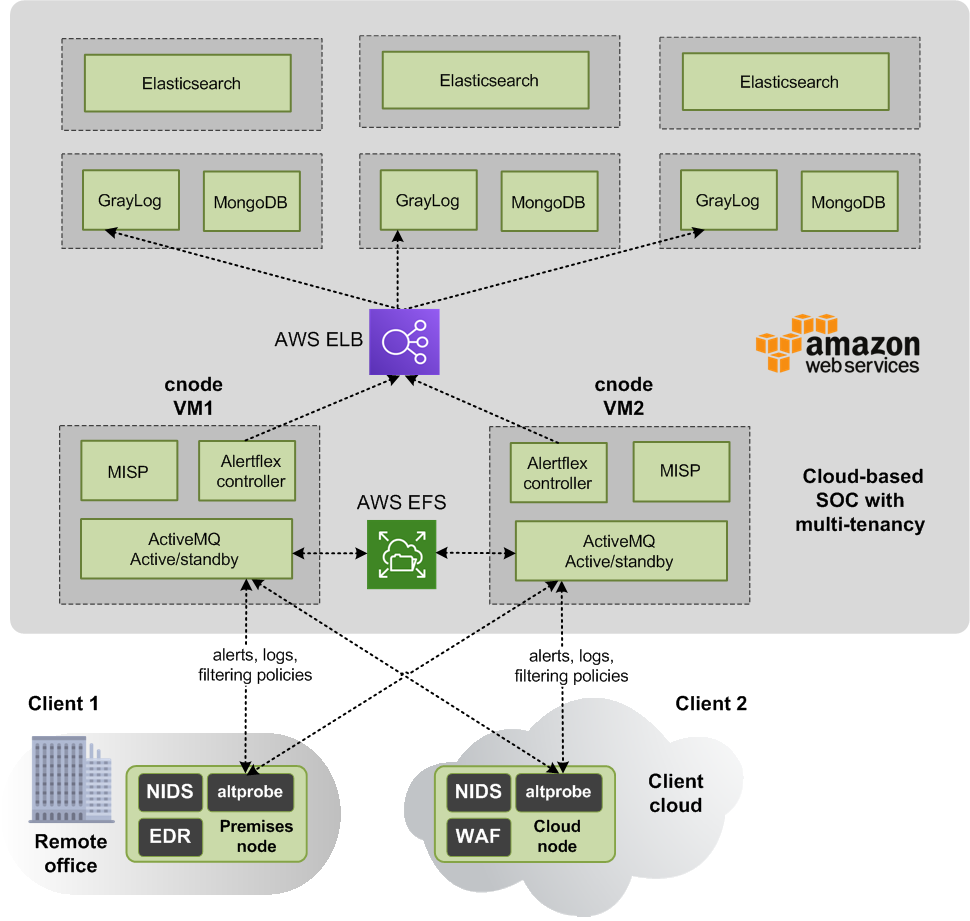 Elasticsearch
Elasticsearch
Elasticsearch
GrayLog
MongoDB
GrayLog
MongoDB
GrayLog
MongoDB
AWS ELB
amazon
webservices
cnode
VM1
cnode
VM2
MISP
Alertflex
controller
Alertflex
controller
MISP
Cloud-based
SOC with
multi-tenancy
AWS EFS
ActiveMQ
Active/standby
ActiveMQ
Active/standby
alerts, logs,
filtering policies
alerts, logs,
filtering policies
Client 1
Client 2
NIDS
altprobe
EDR
Premises
node
Remote
office
NIDS
altprobe
WAF
Cloud
node
Client
cloud